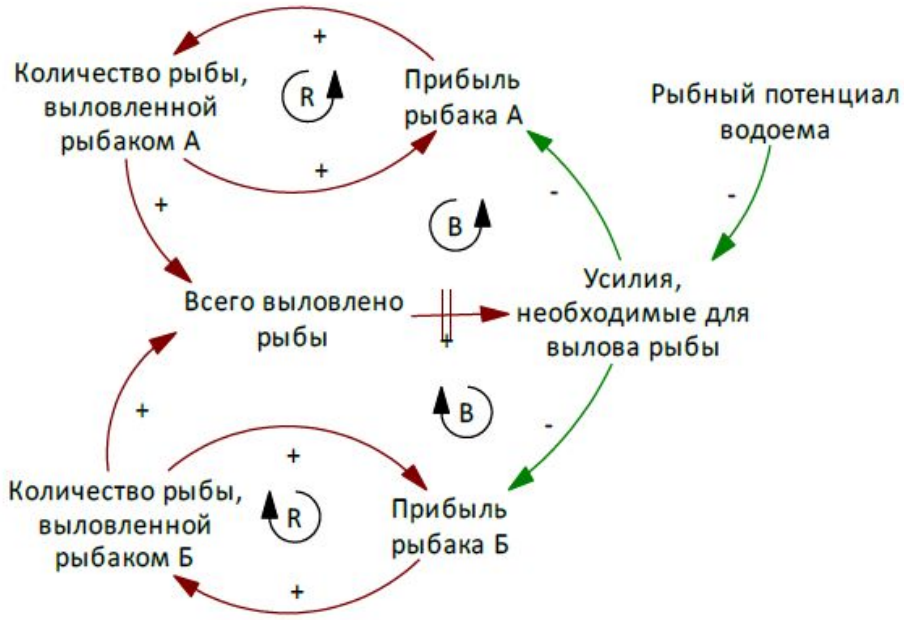 +
Количество рыбы,
выловленной
рыбаком А
R
Прибыль
рыбака А
Рыбный потенциал
водоема
+
+
-
-
B
Всего выловлено
рыбы
+
Усилия,
необходимые для
вылова рыбы
+
B
-
+
Количество рыбы,
выловленной
рыбаком Б
R
Прибыль
рыбака Б
+